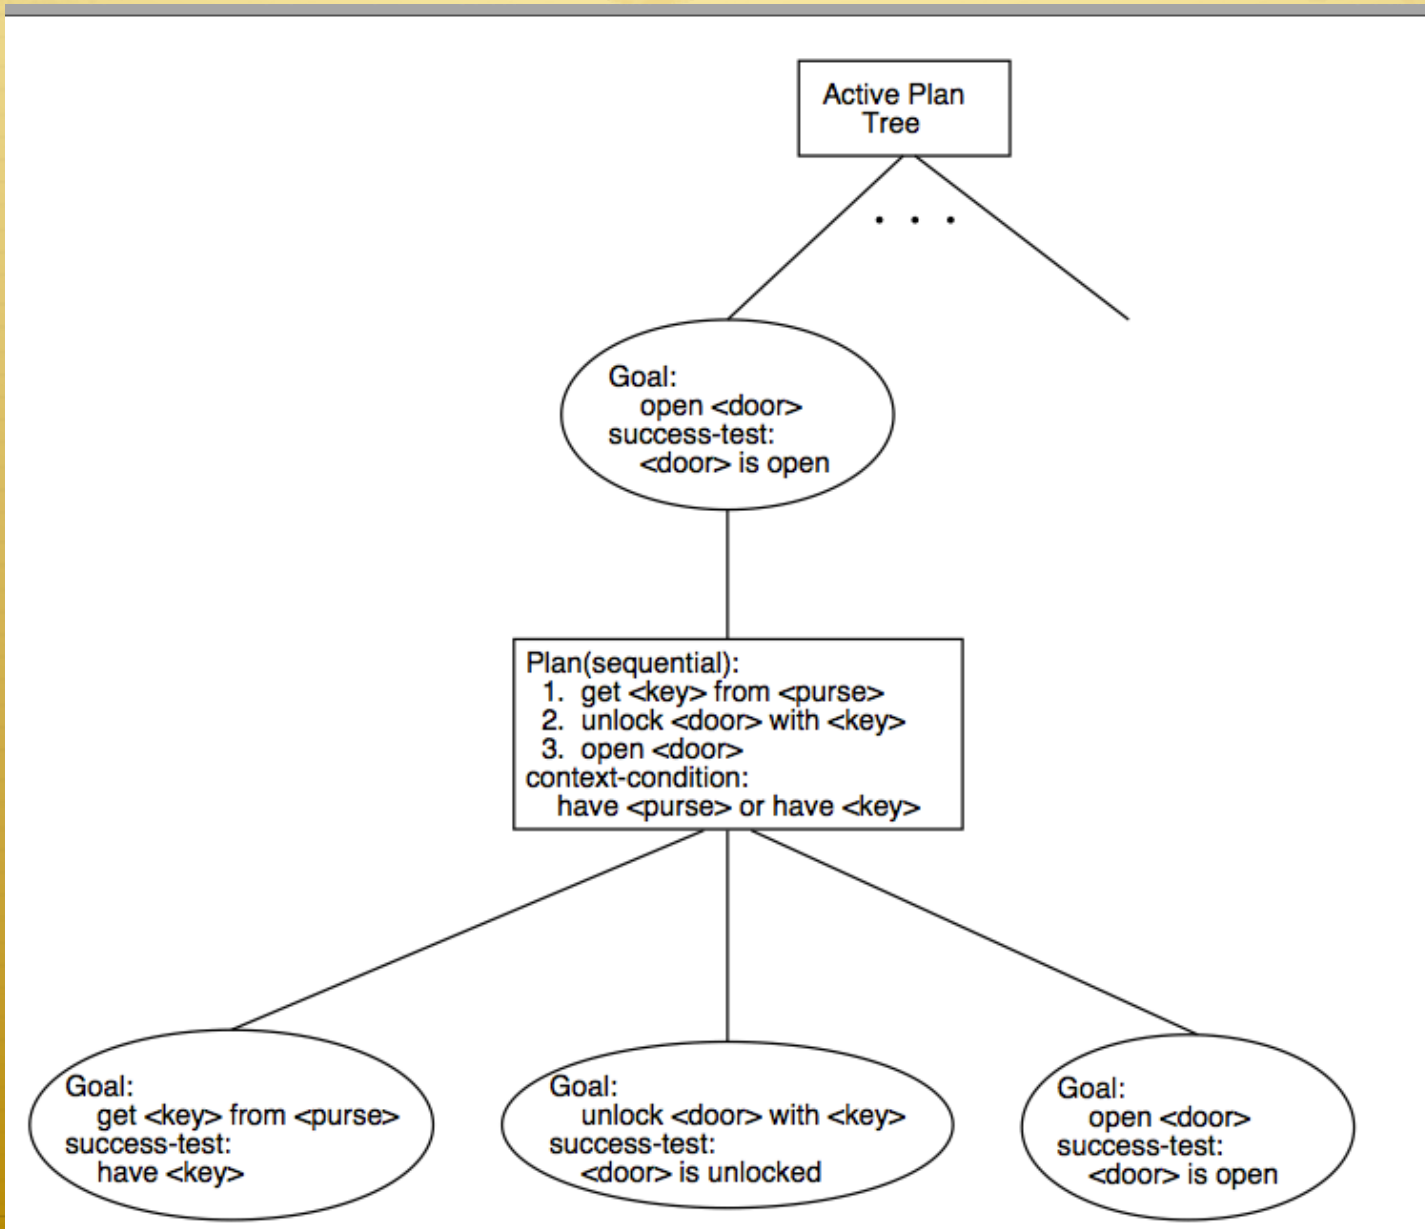 Active Plan
Tree
. . .
Goal:
open <door>
success-test:
<door> is open
Plan(sequential):
1. get <key> from <purse>
2. unlock <door> with <key>
3. open <door>
context-condition:
have <purse> or have <key>
Goal:
get <key> from <purse>
success-test:
have <key>
Goal:
unlock <door> with <key>
success-test:
<door> is unlocked
Goal:
open <door>
success-test:
<door> is open